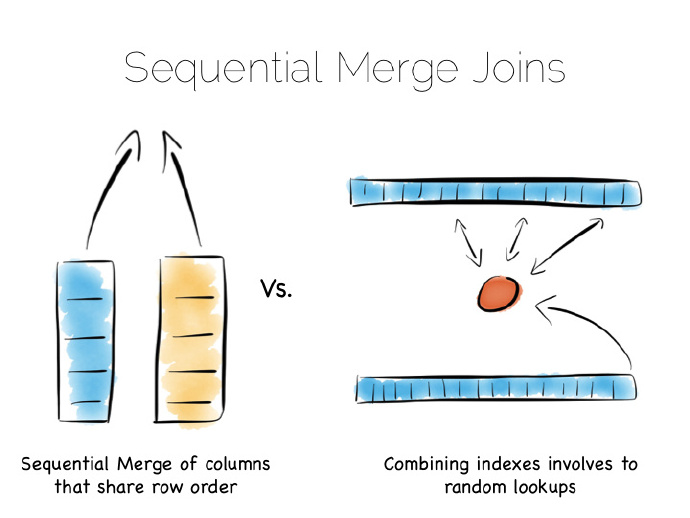 Sequential Merge Joins
Vs.
Sequential Merge of columns
that share row order
Combining indexes involves to
random lookups